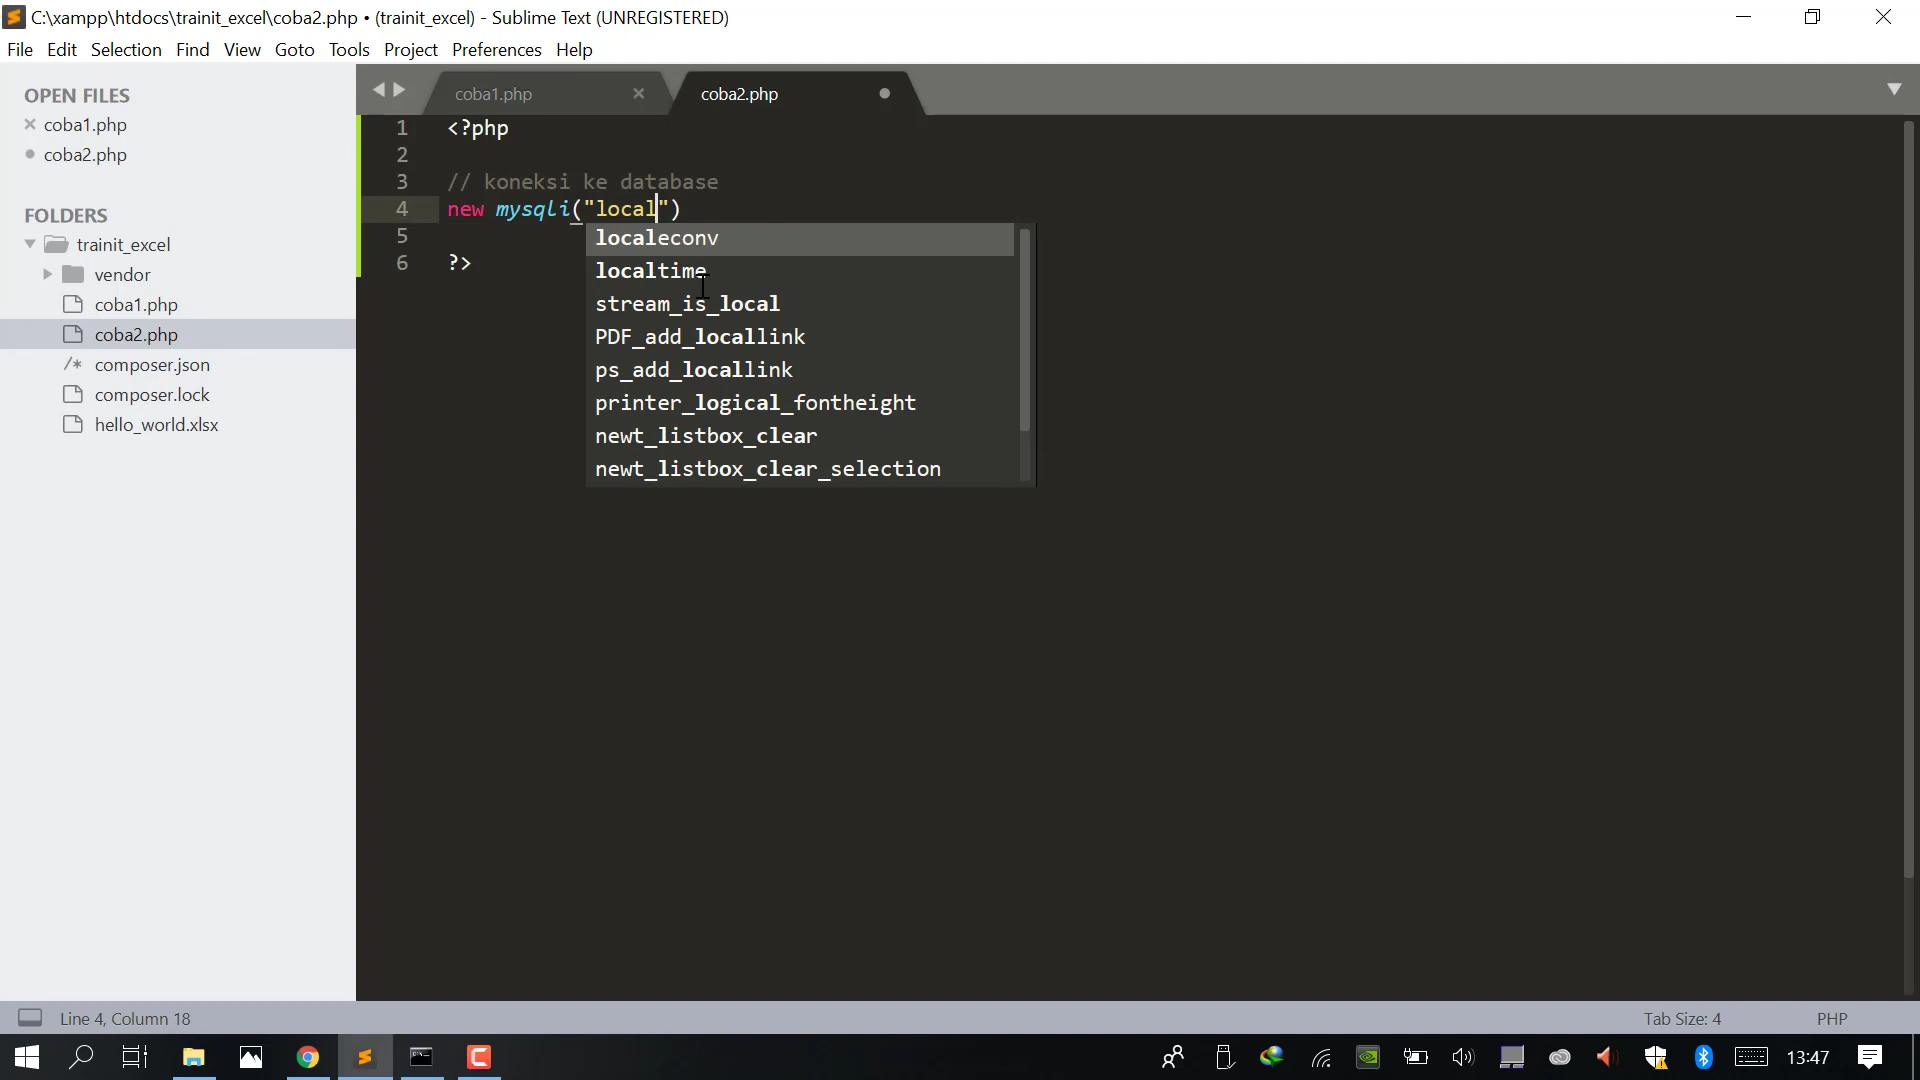 C:\xampp\htdocs\trainit_excel\coba2.php • (trainit_excel) - Sublime Text (UNREGISTERED)
File Edit Selection Find View Goto Tools Project Preferences Help
OPEN FILES
coba1.php
coba2.php
FOLDERS
trainit_excel
vendor
coba1.php
coba2.php
/* composer.json
composer.lock
hello_world.xlsx
coba1.php coba2.php
1 <?php
2
3 // koneksi ke database
4 new mysqli("local")
5
6 ?>
localeconv
localtime
stream_is_local
PDF_add_locallink
ps_add_locallink
printer_logical_fontheight
newt_listbox_clear
newt_listbox_clear_selection
Line 4, Column 18 Tab Size: 4 PHP
13:47